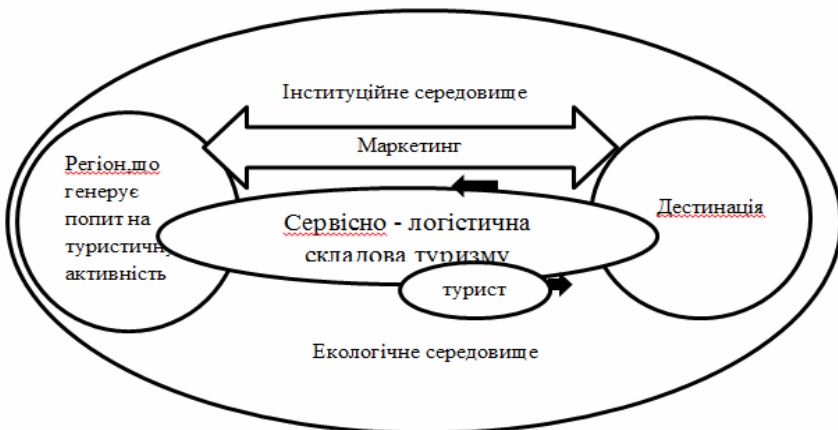 Інституційне середовище
Маркетинг
Регіон,що
генерує
попит на
туристичну
активність
Сервісно - логістична
складова туризму
Дестинація
турист
Екологічне середовище